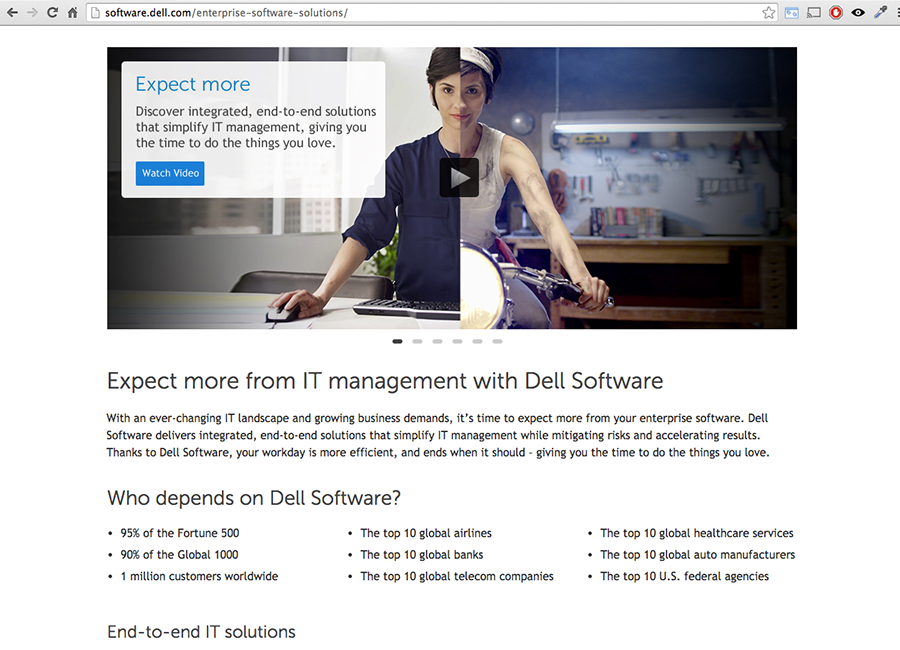 software.dell.com/enterprise-software-solutions/
Expect more
Discover integrated, end-to-end solutions
that simplify IT management, giving you
the time to do the things you love.
Watch Video
Expect more from IT management with Dell Software
With an ever-changing IT landscape and growing business demands, it's time to expect more from your enterprise software. Dell
Software delivers integrated, end-to-end solutions that simplify IT management while mitigating risks and accelerating results.
Thanks to Dell Software, your workday is more efficient, and ends when it should - giving you the time to do the things you love.
Who depends on Dell Software?
• 95% of the Fortune 500
• 90% of the Global 1000
• 1 million customers worldwide
• The top 10 global airlines
• The top 10 global banks
• The top 10 global telecom companies
• The top 10 global healthcare services
• The top 10 global auto manufacturers
• The top 10 U.S. federal agencies
End-to-end IT solutions